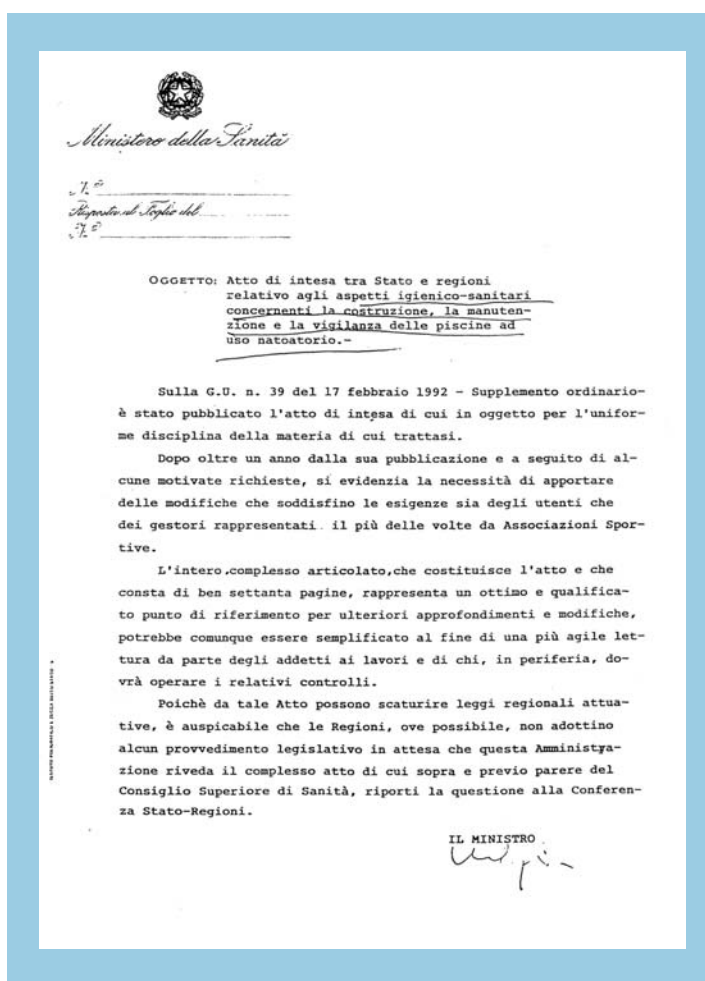 Ministero della Sanità
N.°
Risposta al Foglio del
N.°
OGGETTO: Atto di intesa tra Stato e regioni
relativo agli aspetti igienico-sanitari
concernenti la costruzione, la manuten-
zione e la vigilanza delle piscine ad
uso natoatorio.-
Sulla G.U. n. 39 del 17 febbraio 1992 - Supplemento ordinario-
è stato pubblicato l'atto di intesa di cui in oggetto per l'unifor-
me disciplina della materia di cui trattasi.
Dopo oltre un anno dalla sua pubblicazione e a seguito di al-
cune motivate richieste, si evidenzia la necessità di apportare
delle modifiche che soddisfino le esigenze sia degli utenti che
dei gestori rappresentati il più delle volte da Associazioni Spor-
tive.
L'intero complesso articolato, che costituisce l'atto e che
consta di ben settanta pagine, rappresenta un ottimo e qualifica-
to punto di riferimento per ulteriori approfondimenti e modifiche,
potrebbe comunque essere semplificato al fine di una più agile let-
tura da parte degli addetti ai lavori e di chi, in periferia, do-
vrà operare i relativi controlli.
Poichè da tale Atto possono scaturire leggi regionali attua-
tive, è auspicabile che le Regioni, ove possibile, non adottino
alcun provvedimento legislativo in attesa che questa Amministra-
zione riveda il complesso atto di cui sopra e previo parere del
Consiglio Superiore di Sanità, riporti la questione alla Conferen-
za Stato-Regioni.
IL MINISTRO